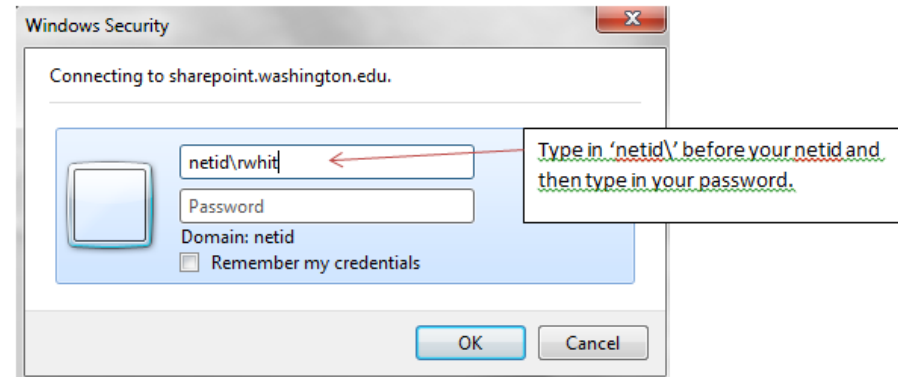 Windows Security
Connecting to sharepoint.washington.edu.
netid\rwhit
Type in ‘netid\’ before your netid and
then type in your password.
Password
Domain: netid
Remember my credentials
OK
Cancel